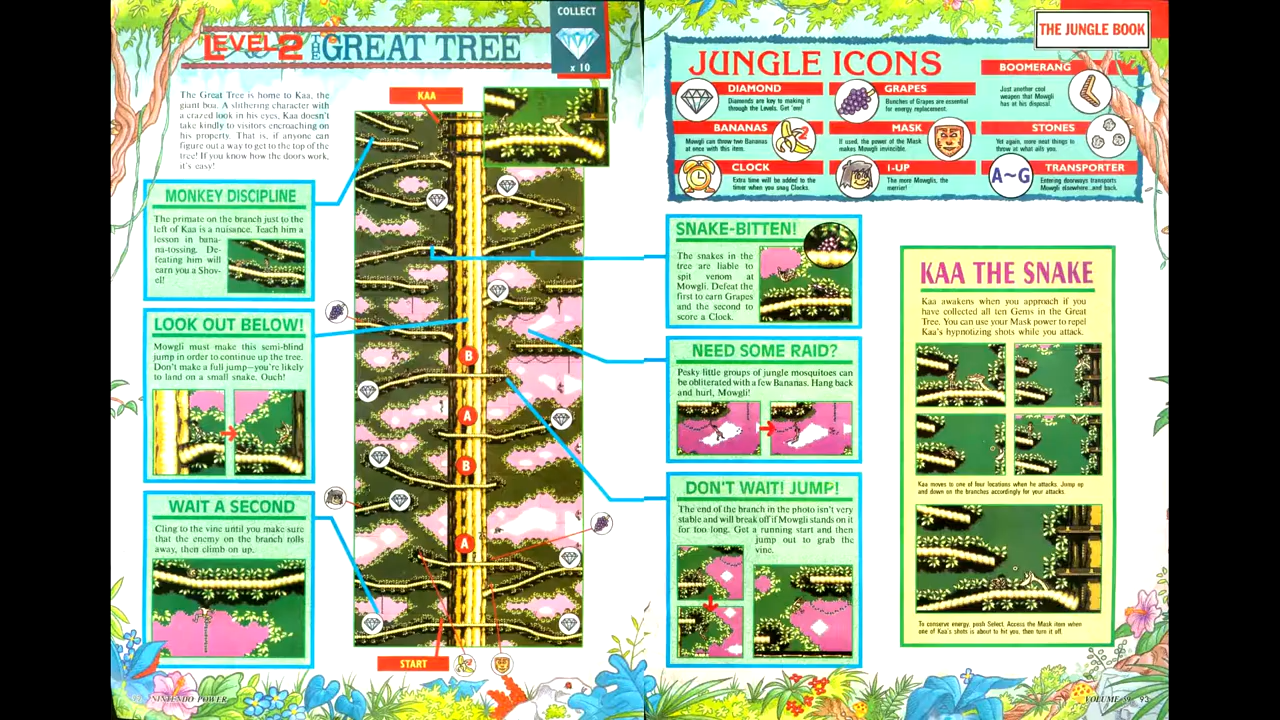 LEVEL 2 THE GREAT TREE
COLLECT
x 10
The Great Tree is home to Kaa, the
giant boa. A slithering character with
a crazed look in his eyes, Kaa doesn't
take kindly to visitors encroaching on
his property. That is, if anyone can
figure out a way to get to the top of the
tree! If you know how the doors work,
it's easy!
KAA
MONKEY DISCIPLINE
The primate on the branch just to the
left of Kaa is a nuisance. Teach him a
lesson in bana-
na-tossing. De-
feating him will
earn you a Shov-
el!
LOOK OUT BELOW!
Mowgli must make this semi-blind
jump in order to continue up the tree.
Don't make a full jump—you're likely
to land on a small snake. Ouch!
WAIT A SECOND
Cling to the vine until you make sure
that the enemy on the branch rolls
away, then climb on up.
B
A
B
A
START
NINTENDO POWER
THE JUNGLE BOOK
JUNGLE ICONS
DIAMOND
Diamonds are key to making it
through the Levels. Get 'em!
GRAPES
Bunches of Grapes are essential
for energy replacement.
BOOMERANG
Just another cool
weapon that Mowgli
has at his disposal.
BANANAS
Mowgli can throw two Bananas
at once with this item.
2
MASK
If used, the power of the Mask
makes Mowgli invincible.
STONES
Yet again, more neat things to
throw at what ails you.
CLOCK
Extra time will be added to the
timer when you snag Clocks.
1-UP
The more Mowglis, the
merrier!
A~G
TRANSPORTER
Entering doorways transports
Mowgli elsewhere...and back.
SNAKE-BITTEN!
The snakes in the
tree are liable to
spit venom at
Mowgli. Defeat the
first to earn Grapes
and the second to
score a Clock.
NEED SOME RAID?
Pesky little groups of jungle mosquitoes
can be obliterated with a few Bananas. Hang back
and hurl, Mowgli!
DON'T WAIT! JUMP!
The end of the branch in the photo isn't very
stable and will break off if Mowgli stands on it
for too long. Get a running start and then
jump out to grab the
vine.
KAA THE SNAKE
Kaa awakens when you approach if you
have collected all ten Gems in the Great
Tree. You can use your Mask power to repel
Kaa's hypnotizing shots while you attack.
Kaa moves to one of four locations when he attacks. Jump up
and down on the branches accordingly for your attacks.
To conserve energy, push Select. Access the Mask item when
one of Kaa's shots is about to hit you, then turn it off.
VOLUME 59 93